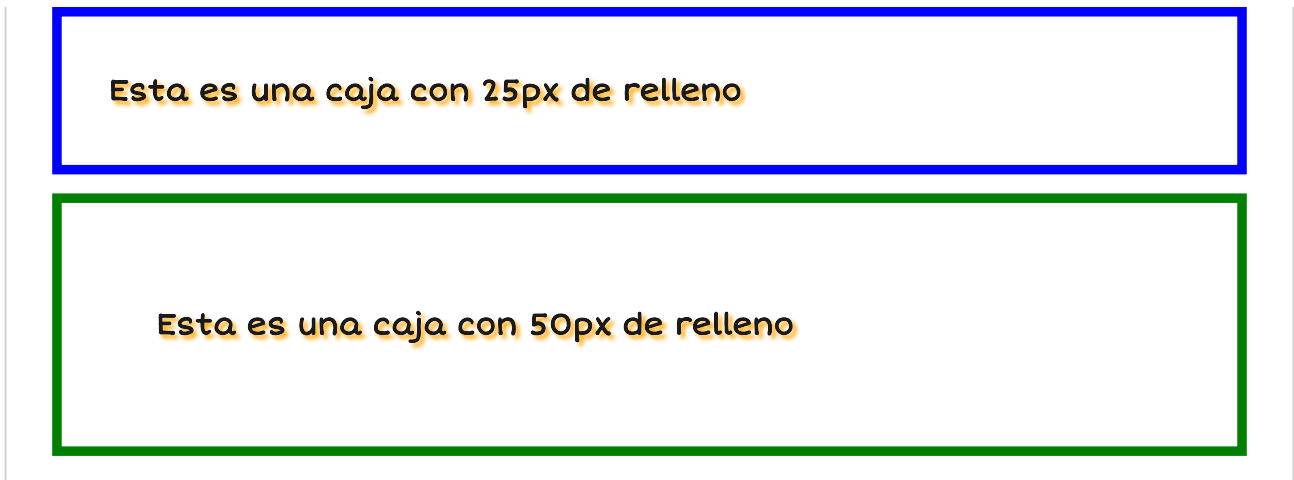 Esta es una caja con 25px de relleno
Esta es una caja con 50px de relleno